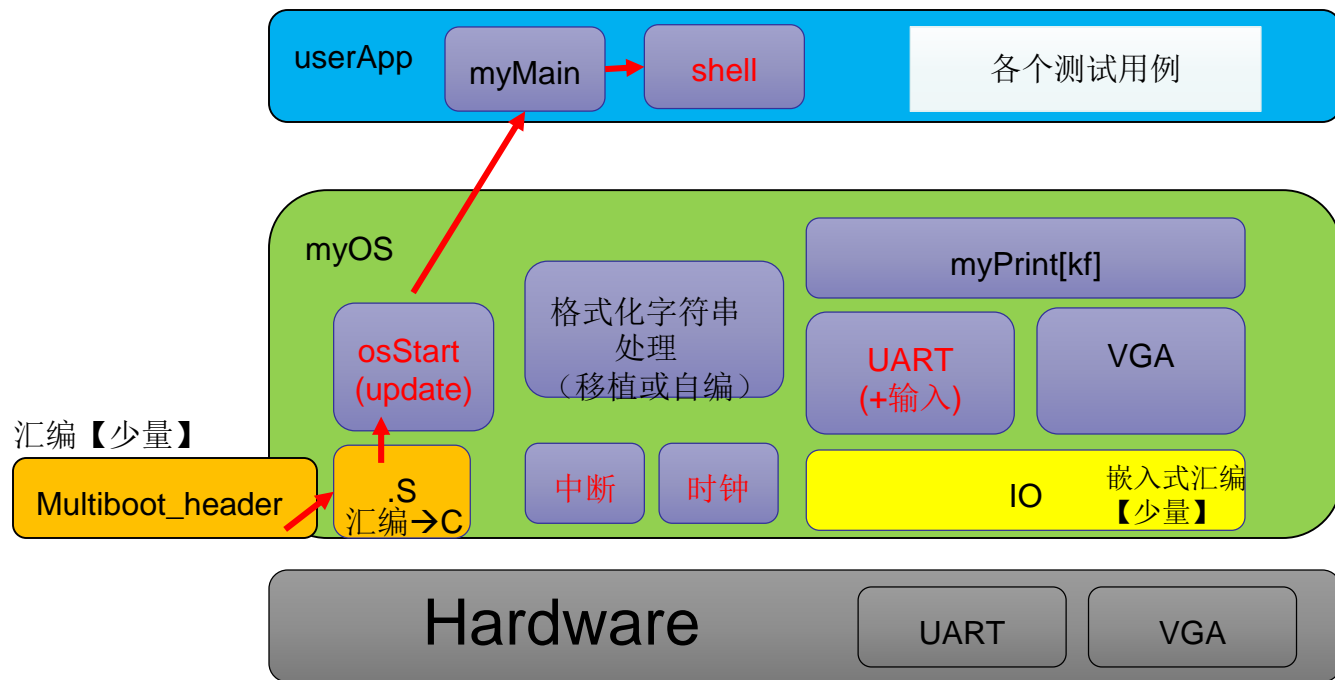 userApp
myMain
shell
各个测试用例
myOS
myPrint[kf]
格式化字符串
处理
（移植或自编）
osStart
(update)
UART
(+输入)
VGA
汇编【少量】
Multiboot_header
.S
汇编→C
中断
时钟
IO
嵌入式汇编
【少量】
Hardware
UART
VGA